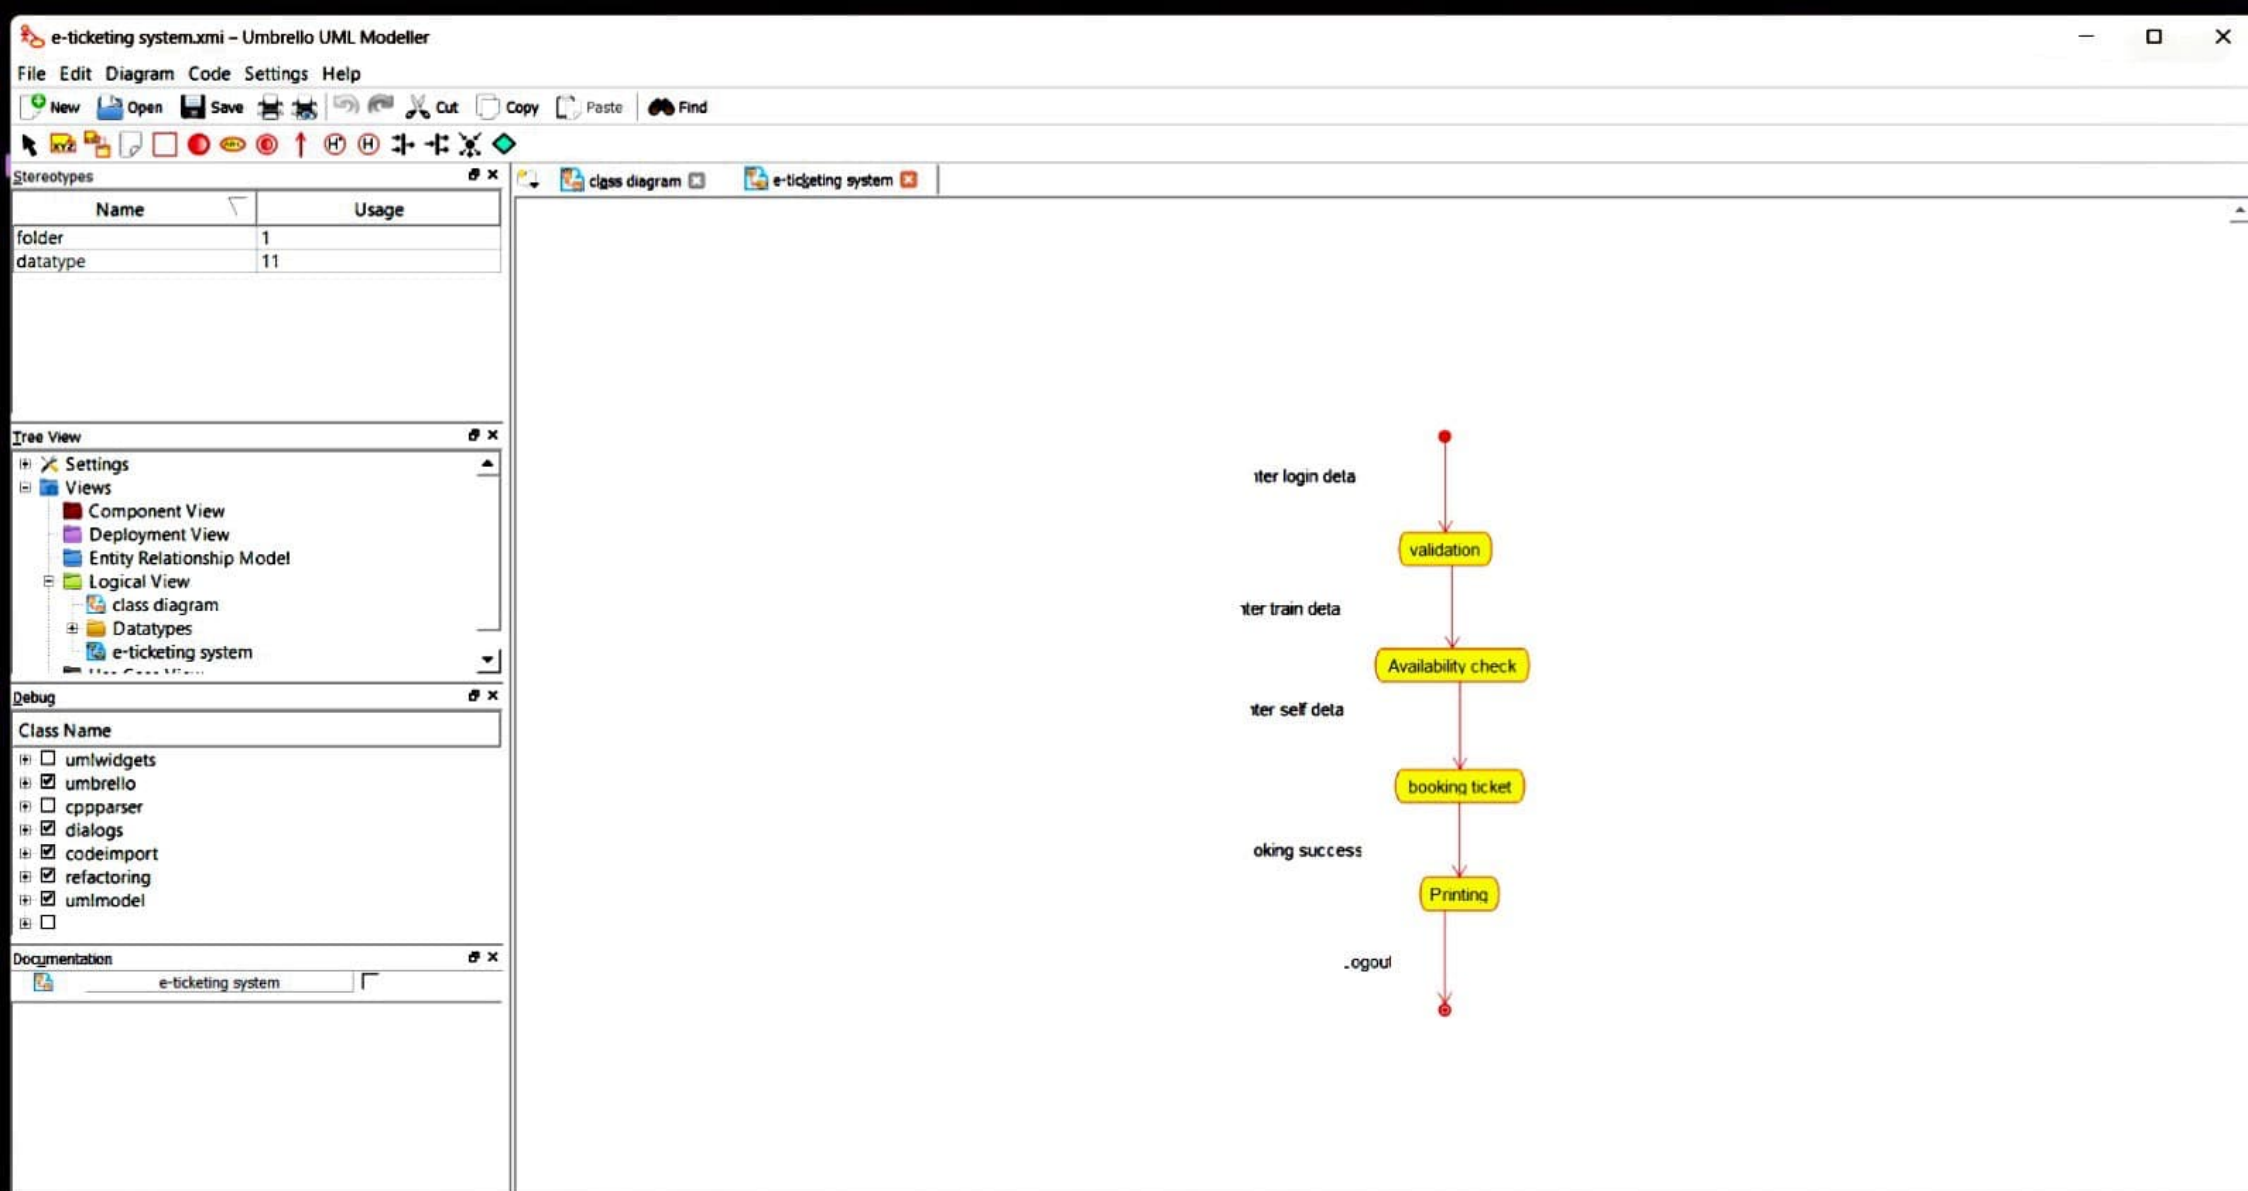 e-ticketing system.xmi – Umbrello UML Modeller
File Edit Diagram Code Settings Help
New Open Save Cut Copy Paste Find
Stereotypes
Name Usage
folder 1
datatype 11
Tree View
Settings
Views
Component View
Deployment View
Entity Relationship Model
Logical View
class diagram
Datatypes
e-ticketing system
Debug
Class Name
umlwidgets
umbrello
cppparser
dialogs
codeimport
refactoring
umlmodel
Documentation
e-ticketing system
class diagram e-ticketing system
ter login deta
validation
ter train deta
Availability check
ter self deta
booking ticket
oking success
Printing
ogout